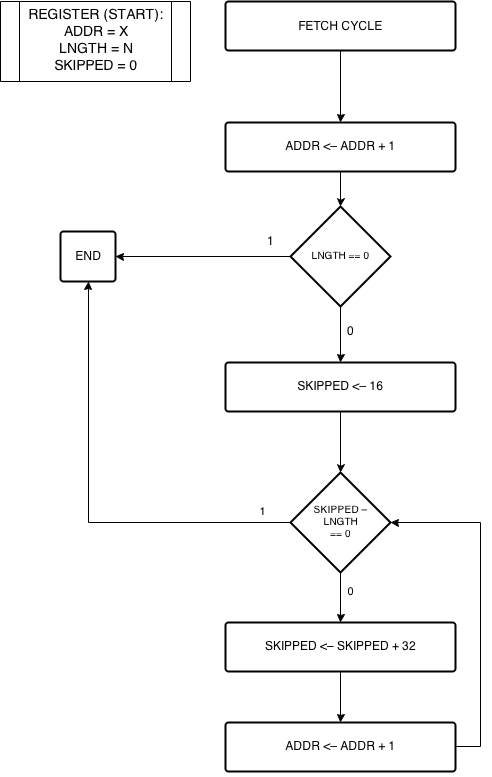 REGISTER (START):
ADDR = X
LNGTH = N
SKIPPED = 0
FETCH CYCLE
ADDR <– ADDR + 1
LNGTH == 0
1
END
0
SKIPPED <– 16
SKIPPED –
LNGTH
== 0
1
0
SKIPPED <– SKIPPED + 32
ADDR <– ADDR + 1